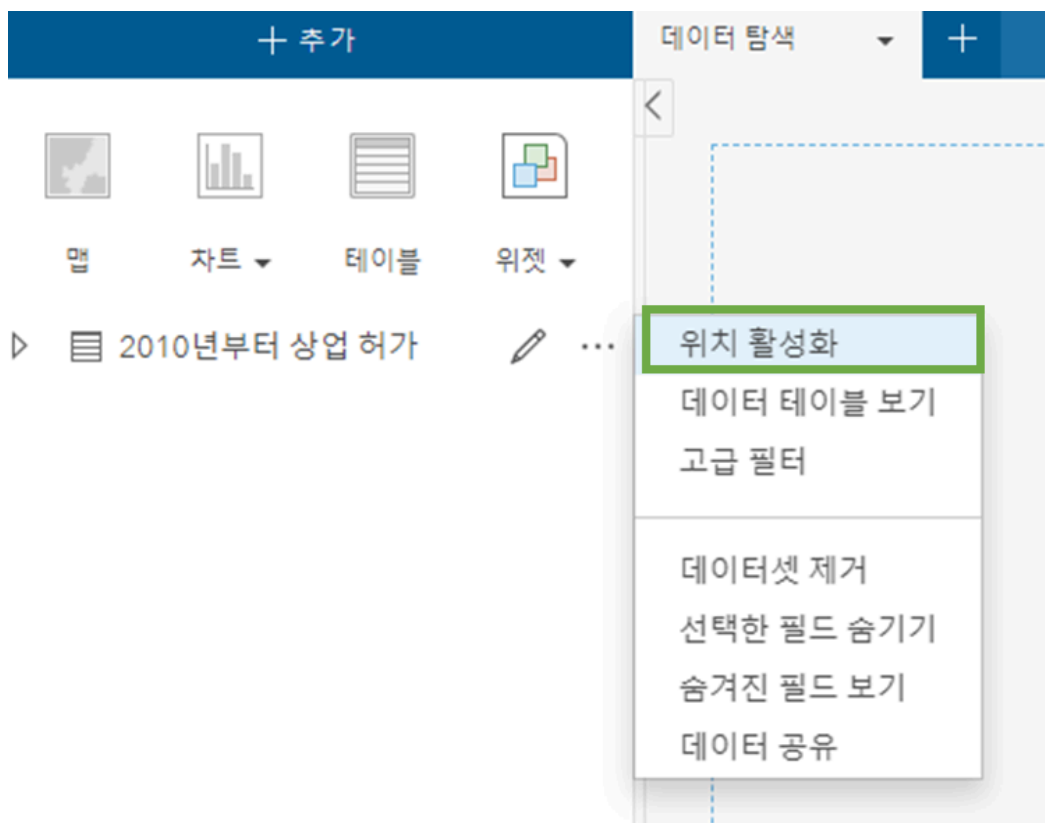 추가
데이터 탐색
맵 차트 테이블 위젯
2010년부터 상업 허가
위치 활성화
데이터 테이블 보기
고급 필터
데이터셋 제거
선택한 필드 숨기기
숨겨진 필드 보기
데이터 공유